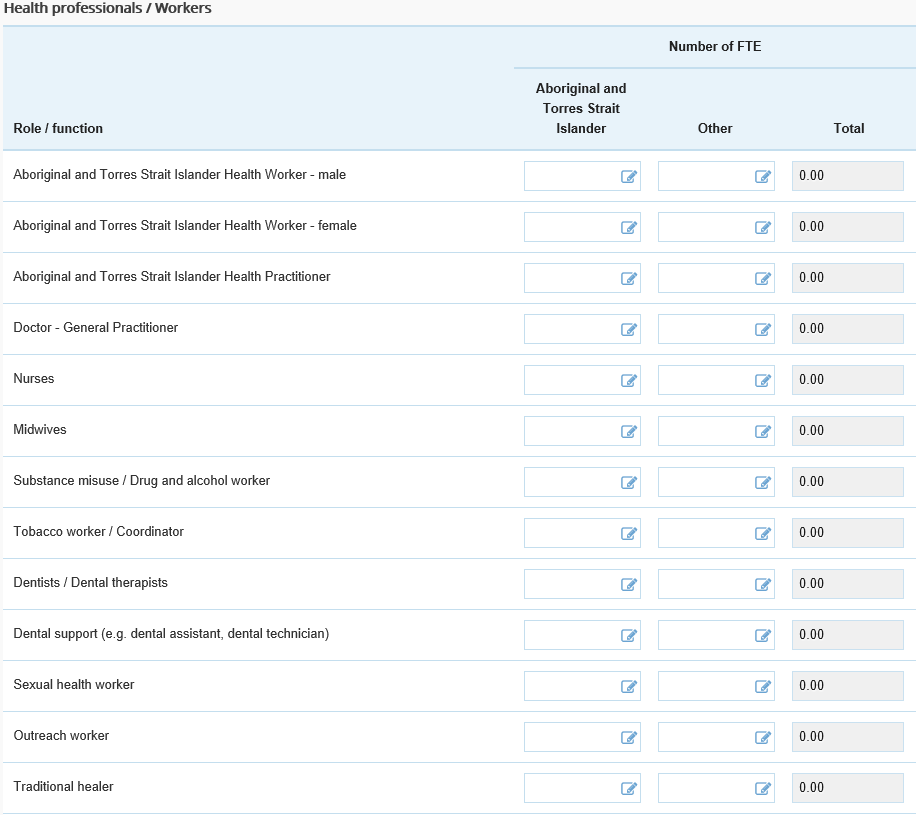 Health professionals / Workers
Number of FTE
Role / function
Aboriginal and
Torres Strait
Islander
Other
Total
Aboriginal and Torres Strait Islander Health Worker - male 0.00
Aboriginal and Torres Strait Islander Health Worker - female 0.00
Aboriginal and Torres Strait Islander Health Practitioner 0.00
Doctor - General Practitioner 0.00
Nurses 0.00
Midwives 0.00
Substance misuse / Drug and alcohol worker 0.00
Tobacco worker / Coordinator 0.00
Dentists / Dental therapists 0.00
Dental support (e.g. dental assistant, dental technician) 0.00
Sexual health worker 0.00
Outreach worker 0.00
Traditional healer 0.00